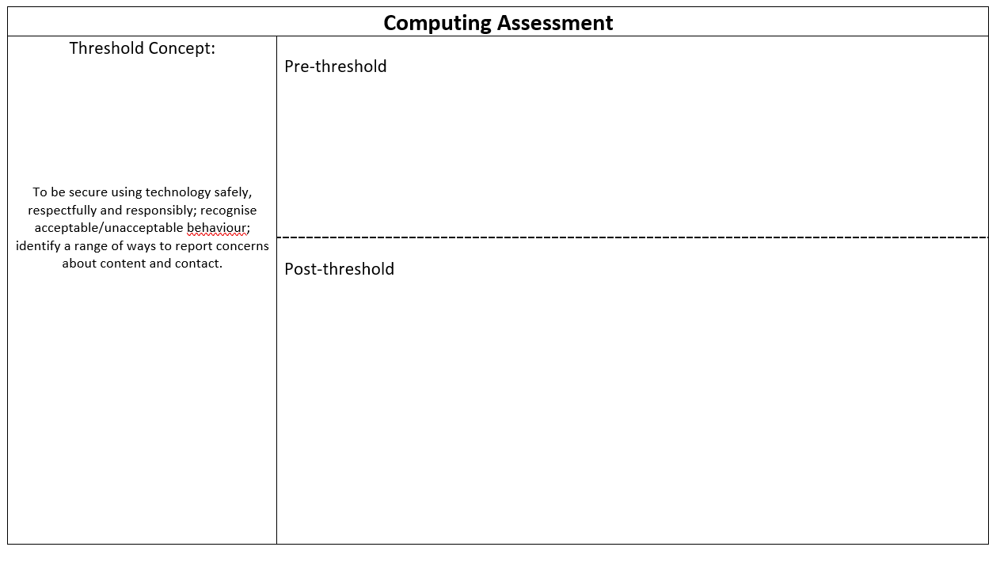 Computing Assessment
Threshold Concept:
To be secure using technology safely,
respectfully and responsibly; recognise
acceptable/unacceptable behaviour;
identify a range of ways to report concerns
about content and contact.
Pre-threshold
Post-threshold